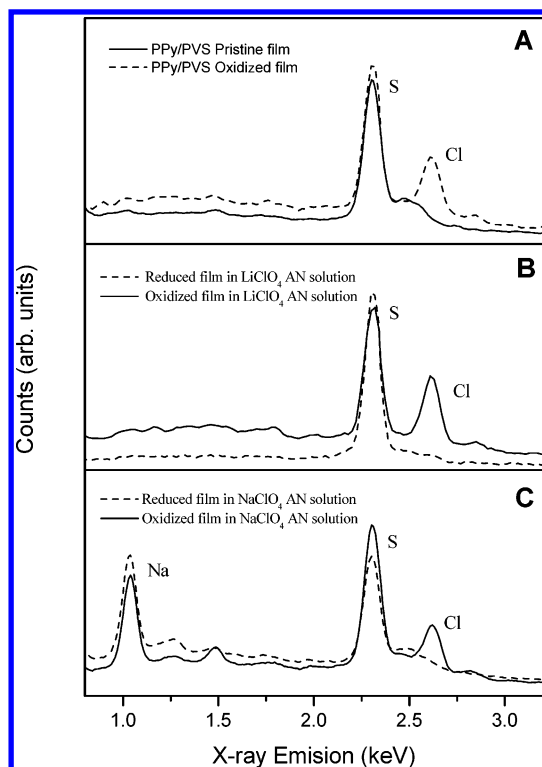 A
PPy/PVS Pristine film
PPy/PVS Oxidized film
S
Cl
B
Reduced film in LiClO₄ AN solution
Oxidized film in LiClO₄ AN solution
S
Cl
C
Reduced film in NaClO₄ AN solution
Oxidized film in NaClO₄ AN solution
Na
S
Cl
Counts (arb. units)
1.0 1.5 2.0 2.5 3.0
X-ray Emision (keV)